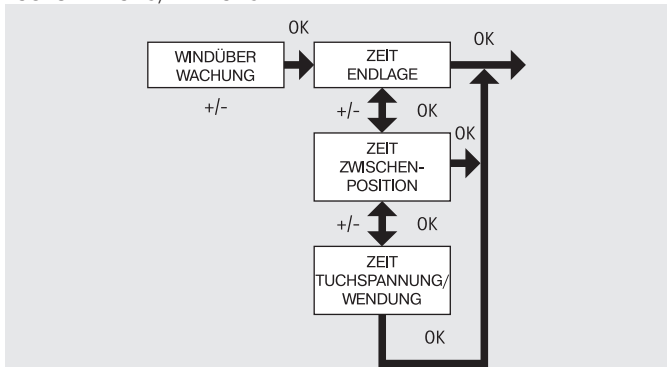 OK
OK
WINDÜBER
WACHUNG
ZEIT
ENDLAGE
+/-
+/-
OK
OK
ZEIT
ZWISCHEN-
POSITION
+/-
OK
ZEIT
TUCHSPANNUNG/
WENDUNG
OK